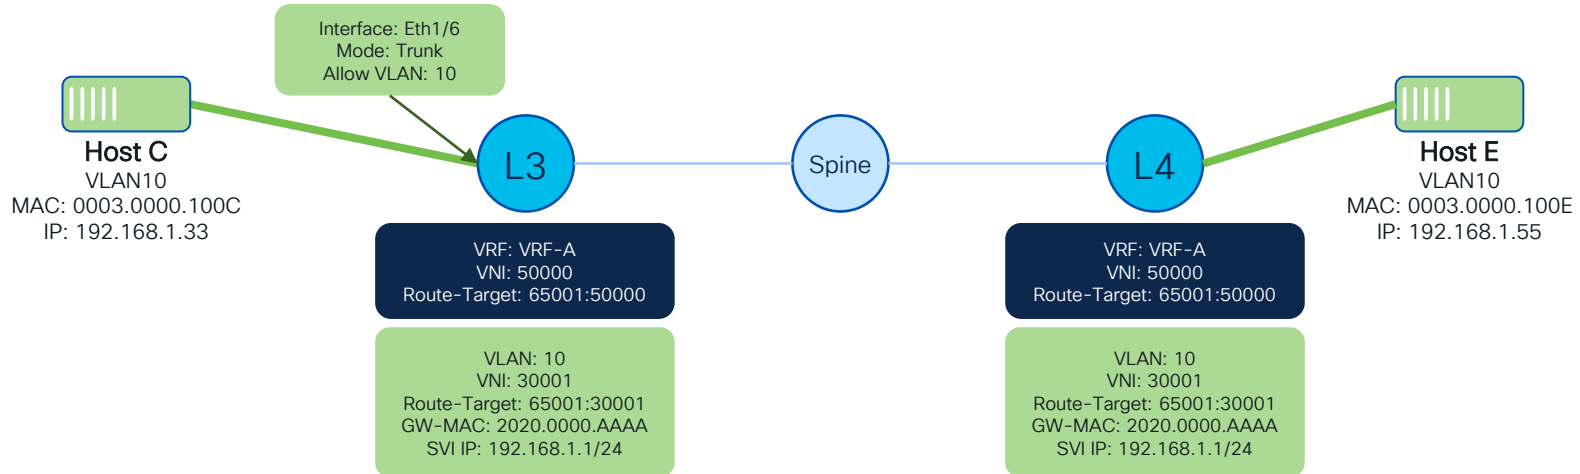 Interface: Eth1/6
Mode: Trunk
Allow VLAN: 10
Host C
VLAN10
MAC: 0003.0000.100C
IP: 192.168.1.33
L3
Spine
L4
Host E
VLAN10
MAC: 0003.0000.100E
IP: 192.168.1.55
VRF: VRF-A
VNI: 50000
Route-Target: 65001:50000
VLAN: 10
VNI: 30001
Route-Target: 65001:30001
GW-MAC: 2020.0000.AAAA
SVI IP: 192.168.1.1/24
VRF: VRF-A
VNI: 50000
Route-Target: 65001:50000
VLAN: 10
VNI: 30001
Route-Target: 65001:30001
GW-MAC: 2020.0000.AAAA
SVI IP: 192.168.1.1/24